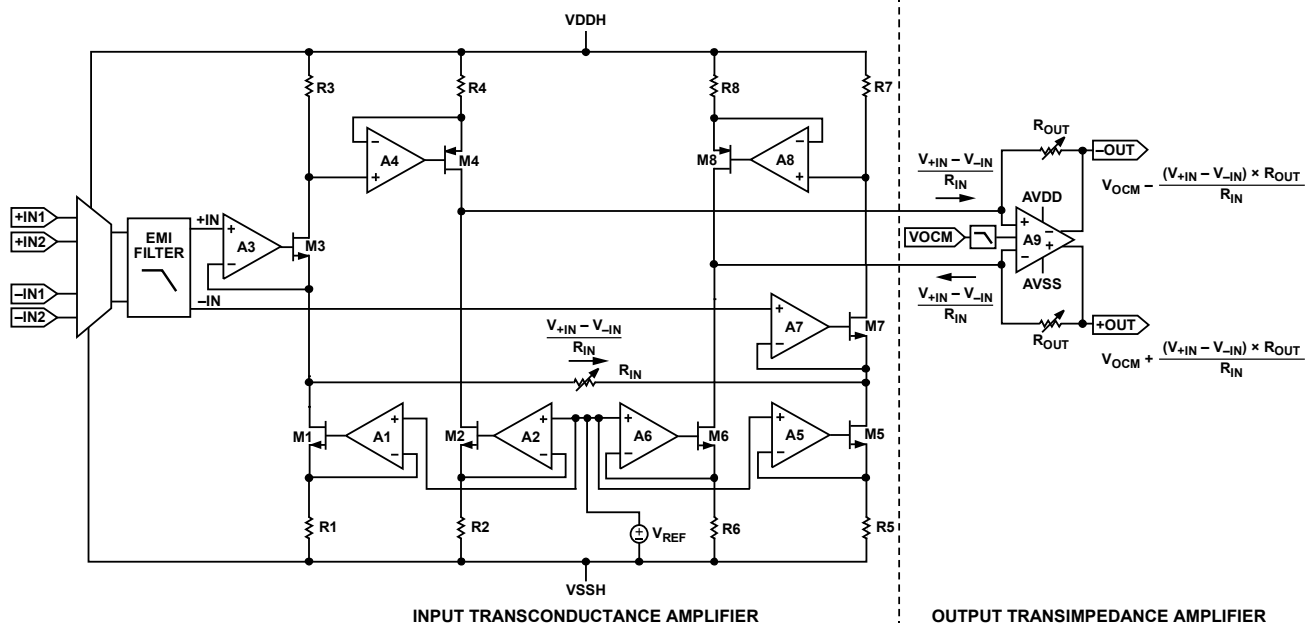 VDDH
R3
R4
R8
R7
A4
M4
M8
A8
+IN1
+IN2
–IN1
–IN2
EMI
FILTER
+IN
–IN
A3
M3
A7
M7
V+IN – V–IN
RIN
RIN
M1
A1
M2
A2
A6
M6
A5
M5
R1
R2
VREF
R6
R5
VSSH
INPUT TRANSCONDUCTANCE AMPLIFIER
ROUT
–OUT
V+IN – V–IN
RIN
VOCM – (V+IN – V–IN) × ROUT
RIN
AVDD
VOCM
A9
AVSS
V+IN – V–IN
RIN
ROUT
+OUT
VOCM + (V+IN – V–IN) × ROUT
RIN
OUTPUT TRANSIMPEDANCE AMPLIFIER